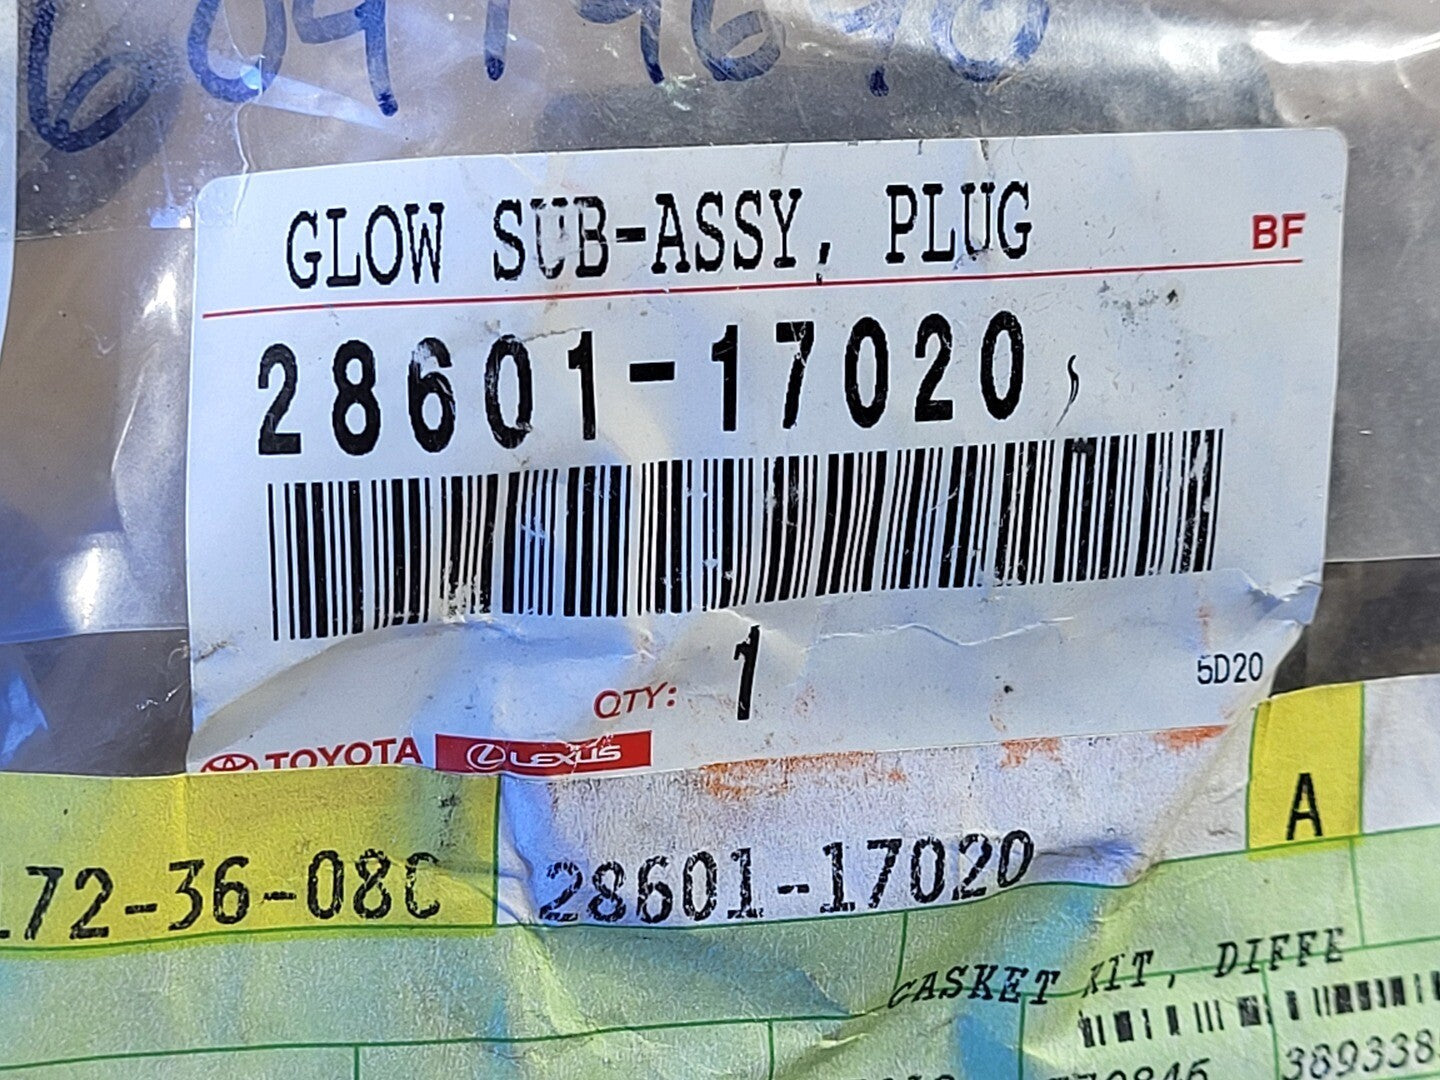 GLOW SUB-ASSY, PLUG BF
28601-17020
QTY: 1 5D20
TOYOTA LEXUS
A
72-36-08C 28601-17020
GASKET KIT, DIFFE
389338